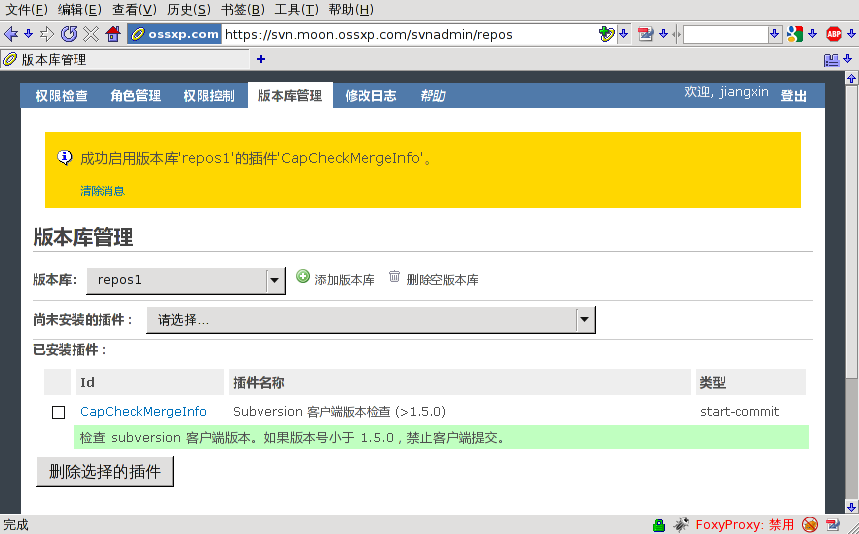 文件(F) 编辑(E) 查看(V) 历史(S) 书签(B) 工具(T) 帮助(H)
ossxp.com https://svn.moon.ossxp.com/svnadmin/repos ABP
版本库管理 +
权限检查 角色管理 权限控制 版本库管理 修改日志 帮助 欢迎, jiangxin 登出
成功启用版本库'repos1'的插件'CapCheckMergeInfo'。
清除消息
版本库管理
版本库: repos1 添加版本库 删除空版本库
尚未安装的插件： 请选择...
已安装插件：
Id 插件名称 类型
CapCheckMergeInfo Subversion 客户端版本检查 (>1.5.0) start-commit
检查 subversion 客户端版本。如果版本号小于 1.5.0，禁止客户端提交。
删除选择的插件
完成 FoxyProxy: 禁用